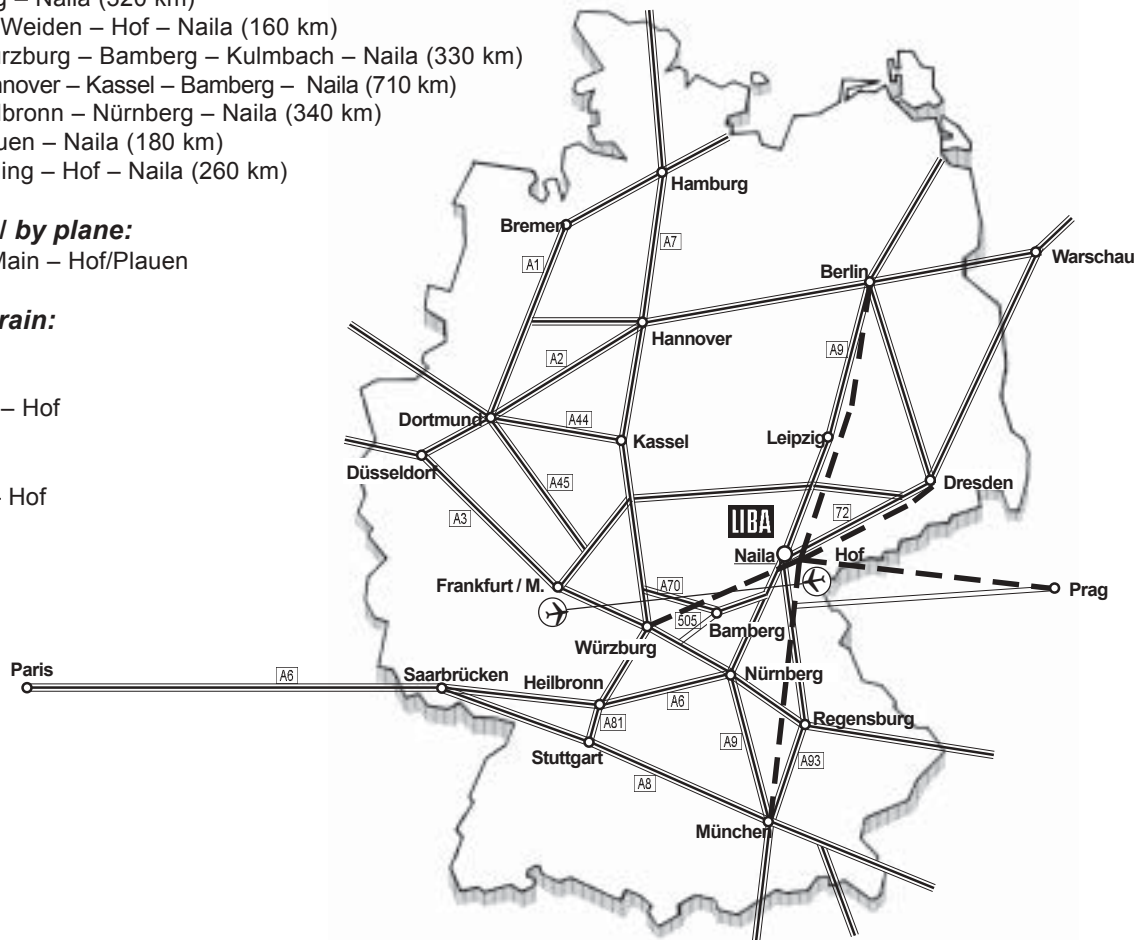 g – Naila (320 km)
Weiden – Hof – Naila (160 km)
rzburg – Bamberg – Kulmbach – Naila (330 km)
nnover – Kassel – Bamberg – Naila (710 km)
lbronn – Nürnberg – Naila (340 km)
uen – Naila (180 km)
ing – Hof – Naila (260 km)
/ by plane:
Main – Hof/Plauen
rain:
– Hof
- Hof
Hamburg
Bremen
A7
A1
Warschau
Berlin
Hannover
A2
A9
Dortmund
A44
Kassel
Leipzig
Düsseldorf
A45
Dresden
A3
LIBA
72
Naila
Hof
Frankfurt / M.
A70
Prag
505
Bamberg
Würzburg
Paris
A6
Saarbrücken
Heilbronn
Nürnberg
A6
A81
Regensburg
Stuttgart
A9
A93
A8
München